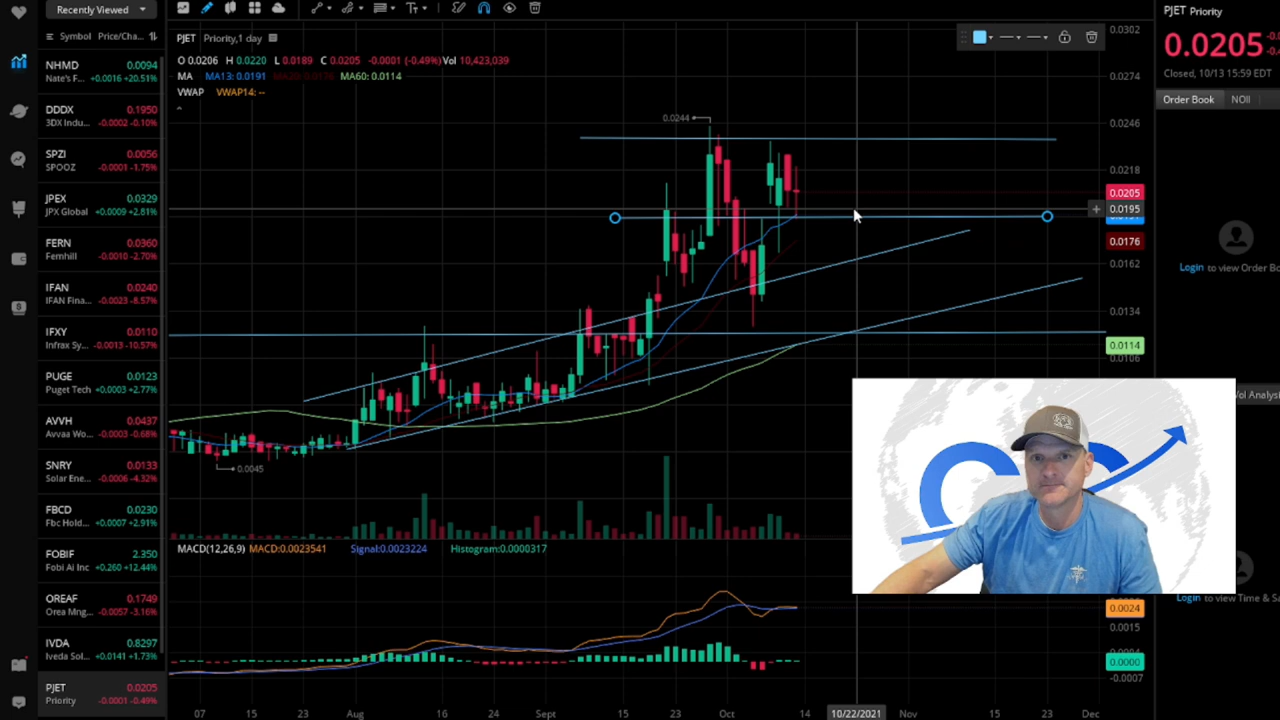 Recently Viewed
Symbol Price/Cha...
NHMD 0.0094
Nate's F... +0.0016 +20.51%
DDDX 0.1950
3DX Indu... -0.0002 -0.10%
SPZI 0.0056
SPOOZ -0.0001 -1.75%
JPEX 0.0329
JPX Global +0.0009 +2.81%
FERN 0.0360
Fernhill -0.0010 -2.70%
IFAN 0.0240
IFAN Fina... -0.0023 -8.57%
IFXY 0.0110
Infrax Sy... -0.0013 -10.57%
PUGE 0.0123
Puget Tech +0.0003 +2.77%
AVVH 0.0437
Avvaa Wo... -0.0003 -0.68%
SNRY 0.0133
Solar Ene... -0.0006 -4.32%
FBCD 0.0230
Fbc Hold... +0.0007 +2.91%
FOBIF 2.350
Fobi Ai Inc +0.260 +12.44%
OREAF 0.1749
Orea Mng... -0.0057 -3.16%
IVDA 0.8297
Iveda Sol... +0.0141 +1.73%
PJET 0.0205
Priority -0.0001 -0.49%
PJET Priority,1 day
O 0.0206 H 0.0220 L 0.0189 C 0.0205 -0.0001 (-0.49%) Vol 10,423,039
MA MA13: 0.0191 MA20: 0.0176 MA60: 0.0114
VWAP VWAP14: --
0.0244
0.0045
0.0302
0.0274
0.0246
0.0218
0.0205
0.0195
0.0176
0.0162
0.0134
0.0114
0.0106
MACD(12,26,9) MACD:0.0023541 Signal:0.0023224 Histogram:0.0000317
0.0024
0.0015
0.0000
-0.0007
07 15 23 Aug 16 24 Sept 15 23 Oct 14 10/22/2021 Nov 15 23 Dec
PJET Priority
0.0205
Closed, 10/13 15:59 EDT
Order Book NOII
Login to view Order Bo
Vol Analysi
Login to view Time & Sa